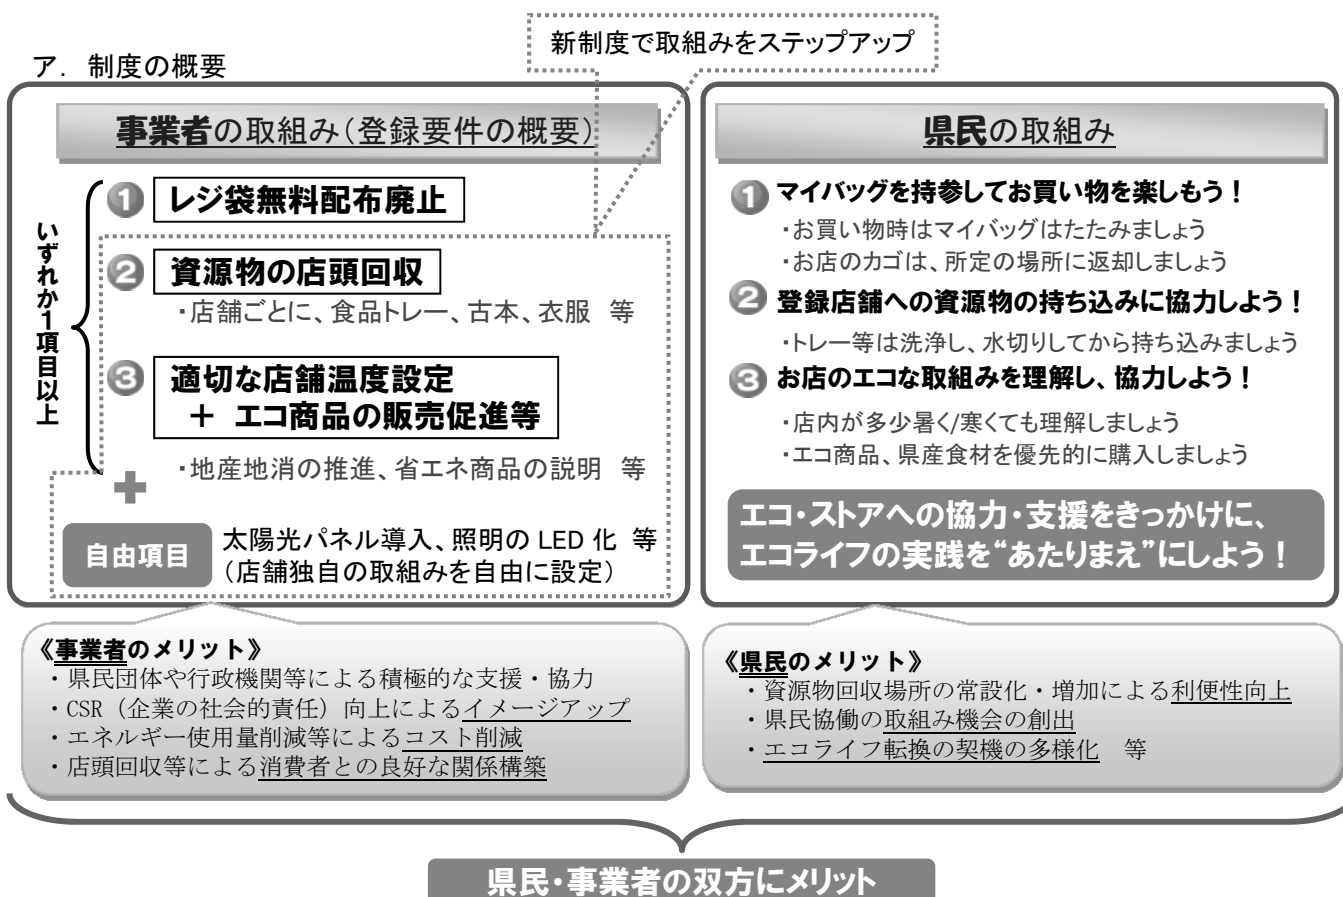 新制度で取組みをステップアップ
ア. 制度の概要
事業者の取組み(登録要件の概要)
いずれか1項目以上
① レジ袋無料配布廃止
② 資源物の店頭回収
・店舗ごとに、食品トレー、古本、衣服 等
③ 適切な店舗温度設定
+ エコ商品の販売促進等
・地産地消の推進、省エネ商品の説明 等
+
自由項目
太陽光パネル導入、照明の LED 化 等
(店舗独自の取組みを自由に設定)
《事業者のメリット》
・県民団体や行政機関等による積極的な支援・協力
・CSR(企業の社会的責任)向上によるイメージアップ
・エネルギー使用量削減等によるコスト削減
・店頭回収等による消費者との良好な関係構築
県民の取組み
① マイバッグを持参してお買い物を楽しもう!
・お買い物時はマイバッグはたたみましょう
・お店のカゴは、所定の場所に返却しましょう
② 登録店舗への資源物の持ち込みに協力しよう!
・トレー等は洗浄し、水切りしてから持ち込みましょう
③ お店のエコな取組みを理解し、協力しよう!
・店内が多少暑く/寒くても理解しましょう
・エコ商品、県産食材を優先的に購入しましょう
エコ・ストアへの協力・支援をきっかけに、
エコライフの実践を“あたりまえ”にしよう!
《県民のメリット》
・資源物回収場所の常設化・増加による利便性向上
・県民協働の取組み機会の創出
・エコライフ転換の契機の多様化 等
県民・事業者の双方にメリット